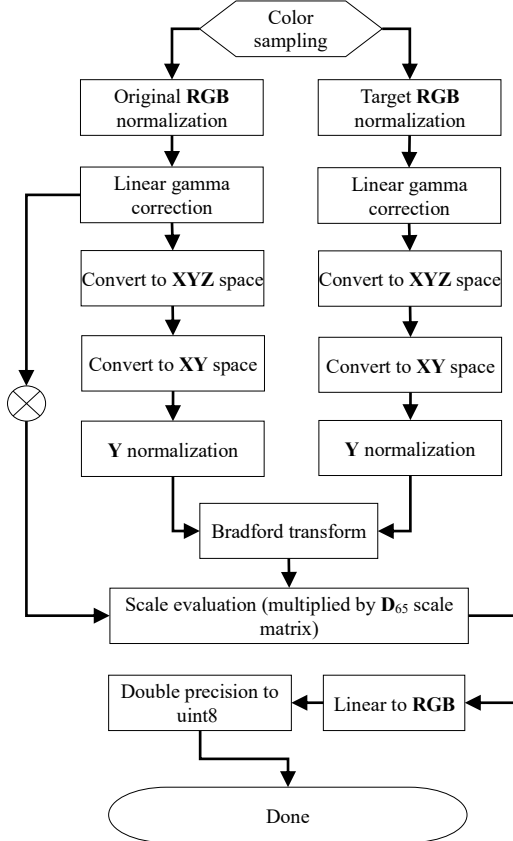 Color
sampling
Original RGB
normalization
Target RGB
normalization
Linear gamma
correction
Linear gamma
correction
Convert to XYZ space
Convert to XYZ space
Convert to XY space
Convert to XY space
Y normalization
Y normalization
Bradford transform
Scale evaluation (multiplied by D₆₅ scale
matrix)
Double precision to
uint8
Linear to RGB
Done